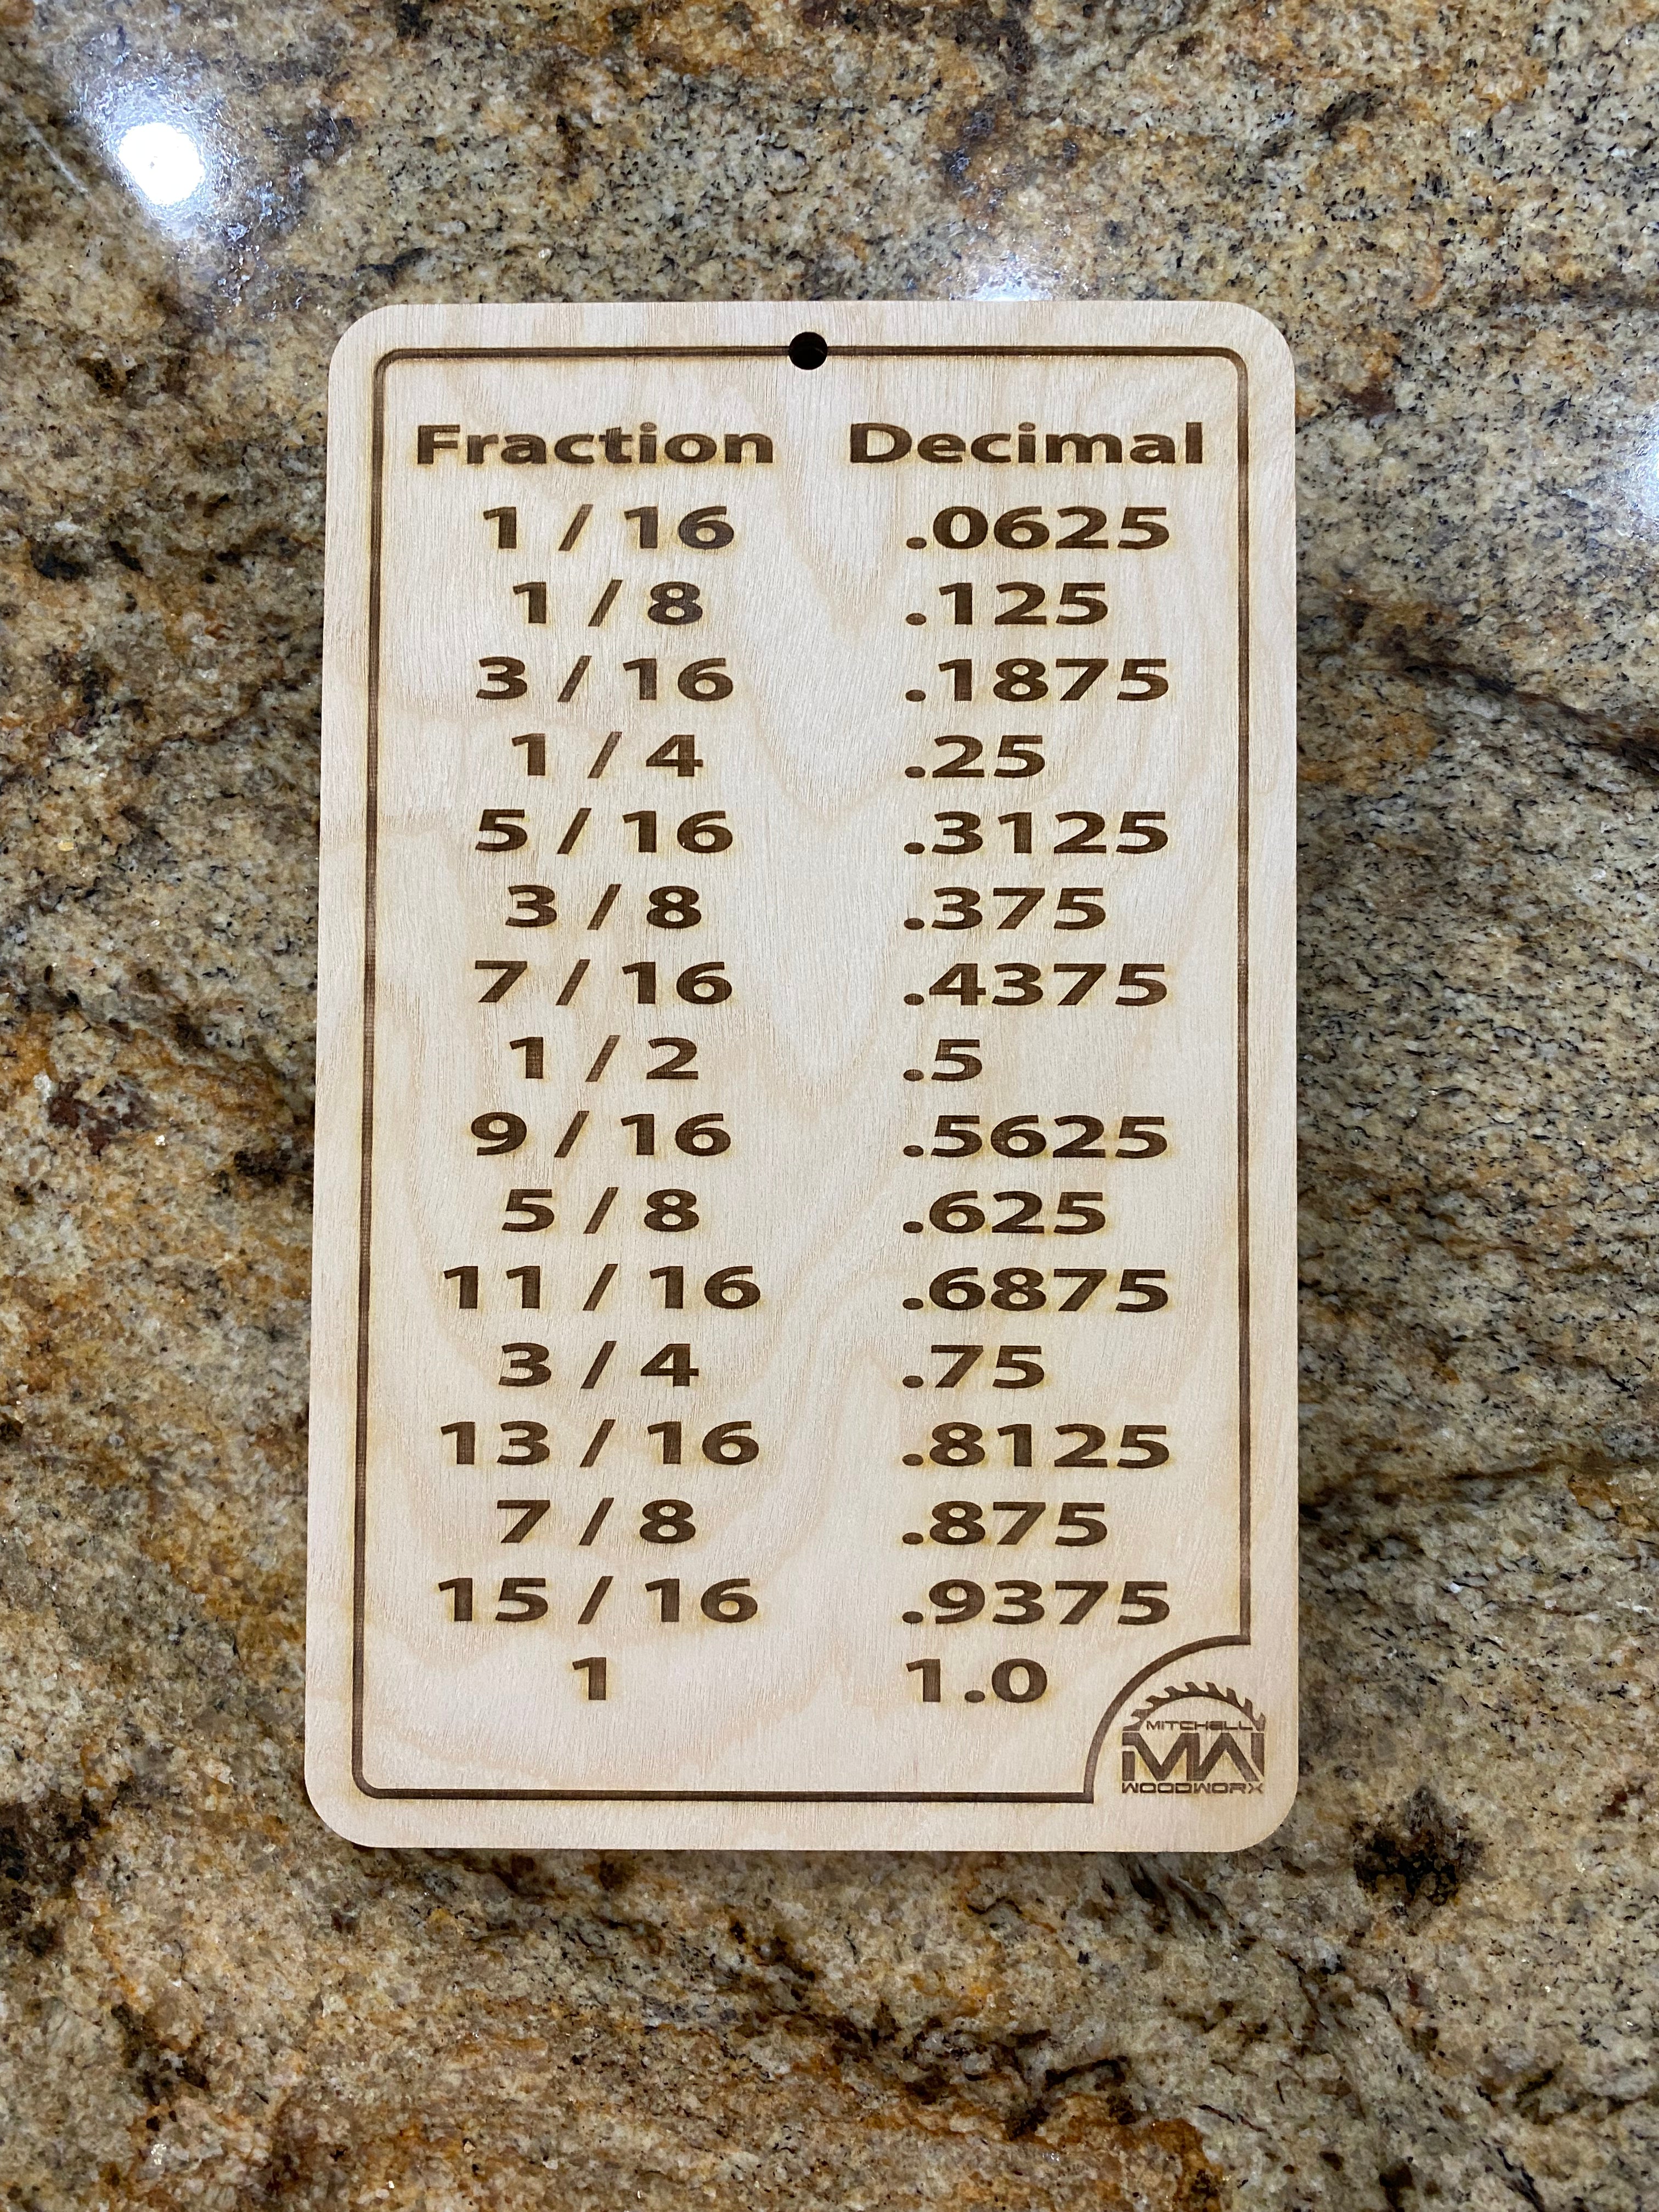 Fraction Decimal
1 / 16 .0625
1 / 8 .125
3 / 16 .1875
1 / 4 .25
5 / 16 .3125
3 / 8 .375
7 / 16 .4375
1 / 2 .5
9 / 16 .5625
5 / 8 .625
11 / 16 .6875
3 / 4 .75
13 / 16 .8125
7 / 8 .875
15 / 16 .9375
1 1.0
MITCHELL
MW
WOODWORX